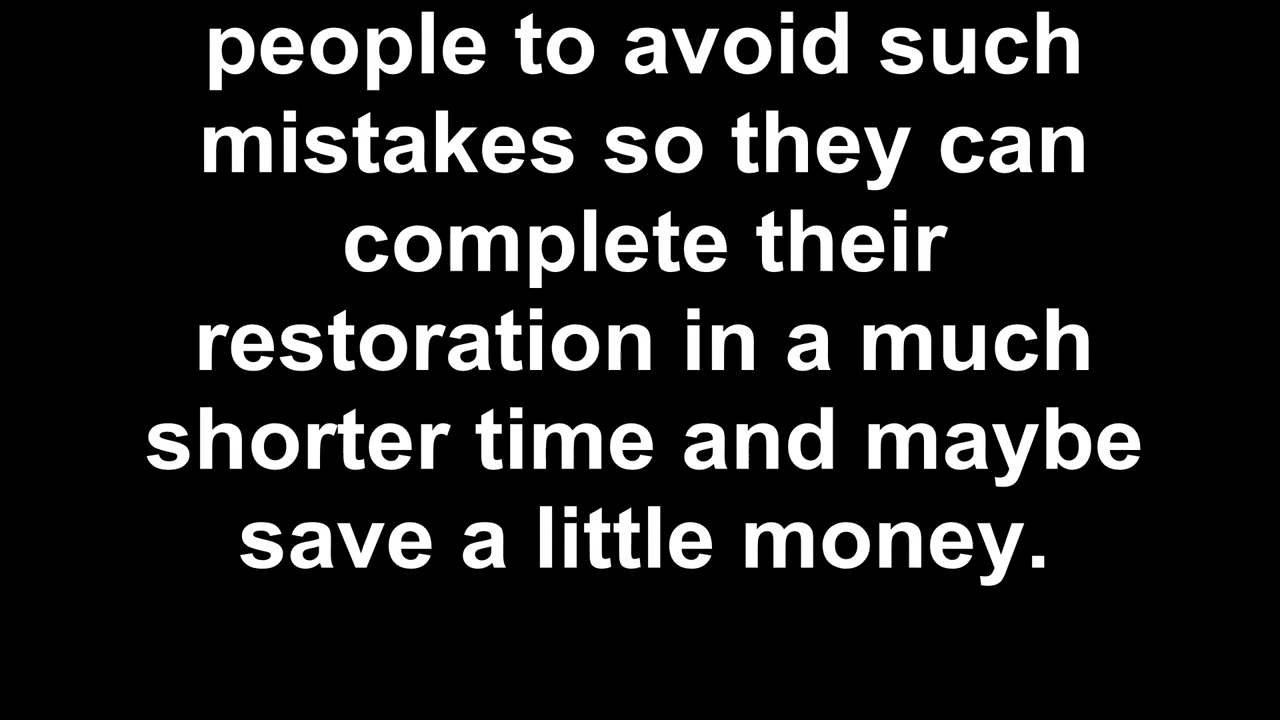 people to avoid such
mistakes so they can
complete their
restoration in a much
shorter time and maybe
save a little money.